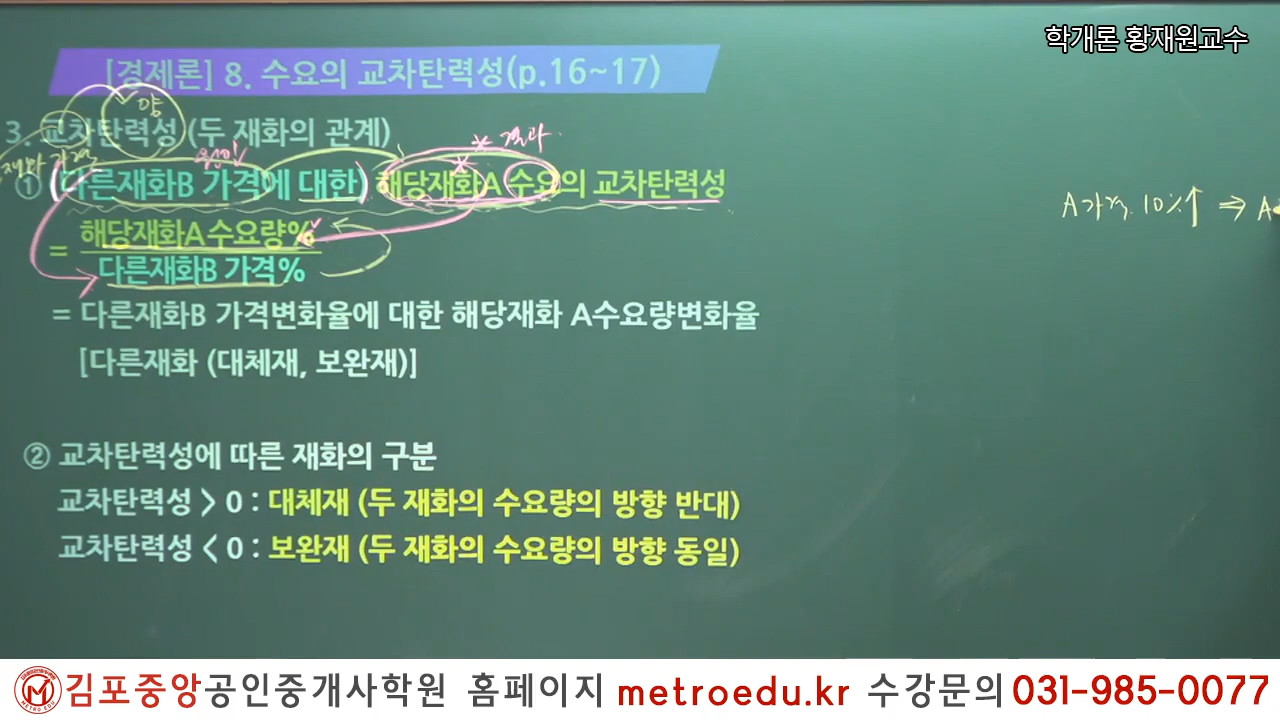 학개론 황재원교수
[경제론] 8. 수요의 교차탄력성(p.16~17)
양
3. 교차탄력성 (두 재화의 관계)
* 결과
가격
① (다른재화B 가격에 대한) 해당재화A 수요의 교차탄력성
A가격 10%↑ ⇒ A
= 해당재화A 수요량%
다른재화B 가격%
= 다른재화B 가격변화율에 대한 해당재화 A수요량변화율
[다른재화 (대체재, 보완재)]
② 교차탄력성에 따른 재화의 구분
교차탄력성 > 0 : 대체재 (두 재화의 수요량의 방향 반대)
교차탄력성 < 0 : 보완재 (두 재화의 수요량의 방향 동일)
METRO EDU
김포중앙공인중개사학원 홈페이지 metroedu.kr 수강문의 031-985-0077